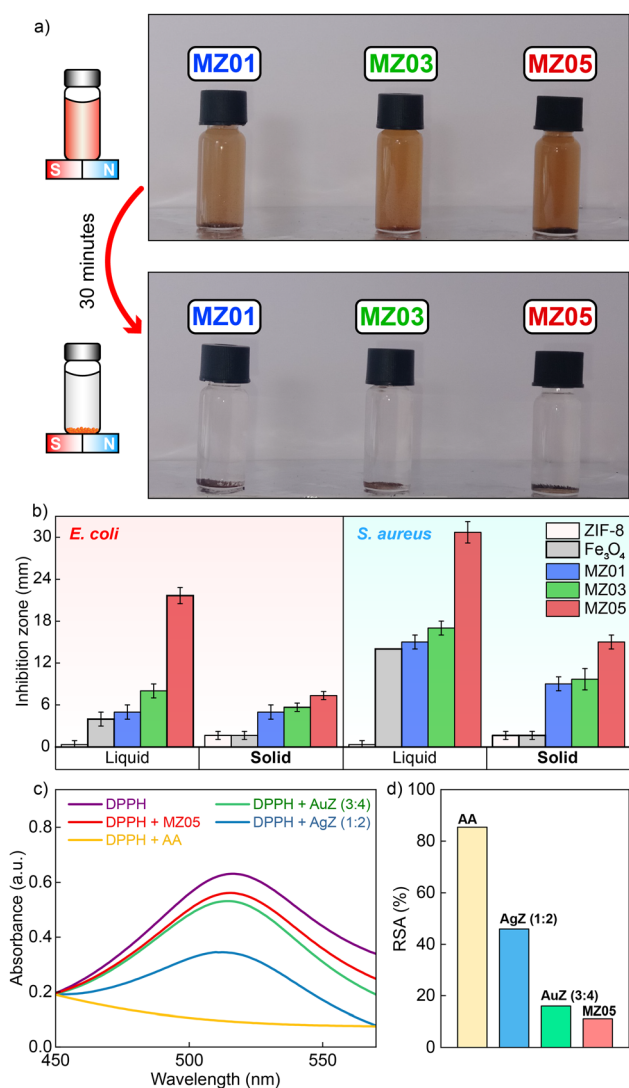 a)
MZ01
MZ03
MZ05
S N
30 minutes
MZ01
MZ03
MZ05
S N
b)
Inhibition zone (mm)
30
24
18
12
6
0
E. coli
S. aureus
ZIF-8
Fe₃O₄
MZ01
MZ03
MZ05
Liquid
Solid
Liquid
Solid
c)
Absorbance (a.u.)
0.8
0.6
0.4
0.2
0.0
DPPH
DPPH + MZ05
DPPH + AA
DPPH + AuZ (3:4)
DPPH + AgZ (1:2)
450
500
550
Wavelength (nm)
d)
RSA (%)
100
80
60
40
20
0
AA
AgZ (1:2)
AuZ (3:4)
MZ05